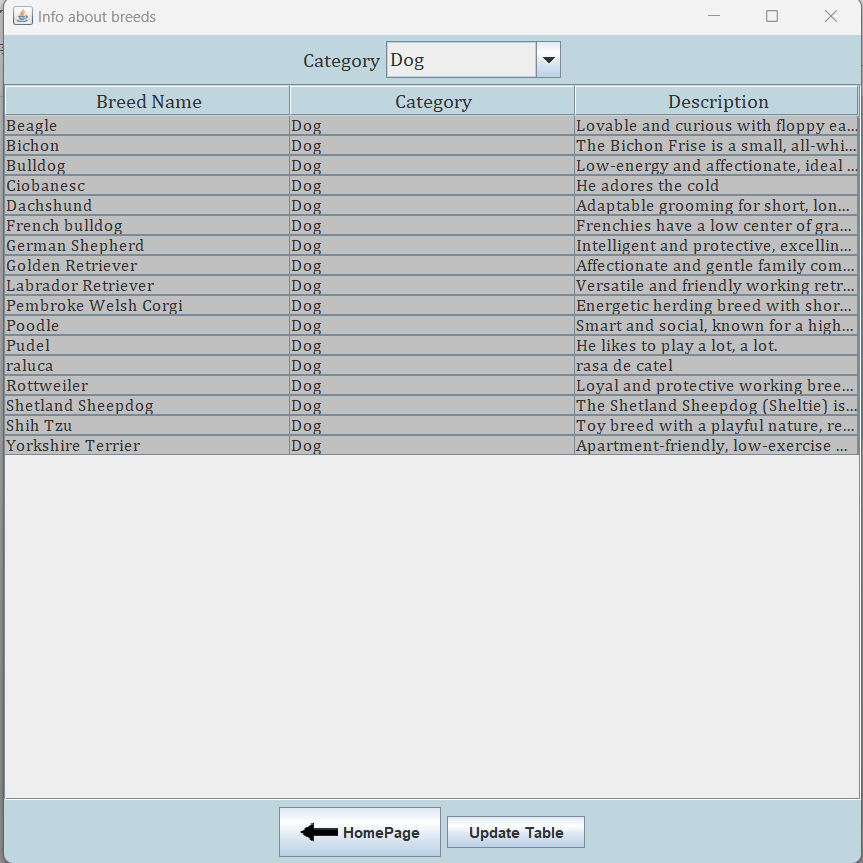 Info about breeds
Category Dog
Breed Name Category Description
Beagle Dog Lovable and curious with floppy ea...
Bichon Dog The Bichon Frise is a small, all-whi...
Bulldog Dog Low-energy and affectionate, ideal ...
Ciobanesc Dog He adores the cold
Dachshund Dog Adaptable grooming for short, lon...
French bulldog Dog Frenchies have a low center of gra...
German Shepherd Dog Intelligent and protective, excellin...
Golden Retriever Dog Affectionate and gentle family com...
Labrador Retriever Dog Versatile and friendly working retr...
Pembroke Welsh Corgi Dog Energetic herding breed with shor...
Poodle Dog Smart and social, known for a high...
Pudel Dog He likes to play a lot, a lot.
raluca Dog rasa de catel
Rottweiler Dog Loyal and protective working bree...
Shetland Sheepdog Dog The Shetland Sheepdog (Sheltie) is...
Shih Tzu Dog Toy breed with a playful nature, re...
Yorkshire Terrier Dog Apartment-friendly, low-exercise ...
HomePage Update Table